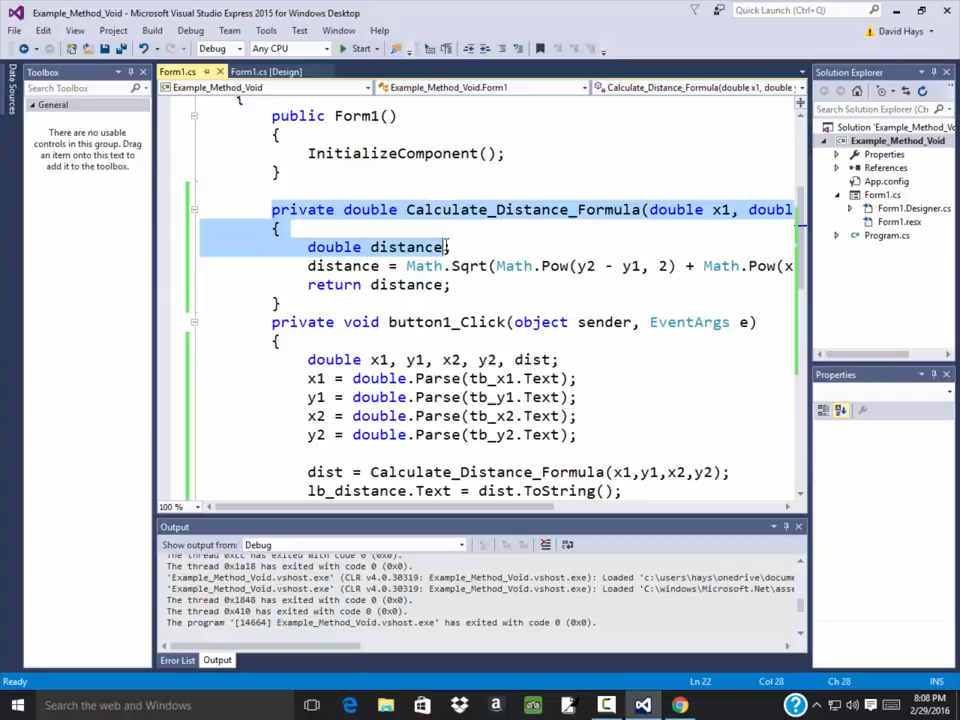 Example_Method_Void - Microsoft Visual Studio Express 2015 for Windows Desktop
Quick Launch (Ctrl+Q)
File Edit View Project Build Debug Team Tools Test Window Help
David Hays
Debug Any CPU Start
Data Sources
Toolbox
Search Toolbox
General
There are no usable
controls in this group. Drag
an item onto this text to
add it to the toolbox.
Form1.cs Form1.cs [Design]
Example_Method_Void Example_Method_Void.Form1 Calculate_Distance_Formula(double x1, double y
{
public Form1()
{
InitializeComponent();
}
private double Calculate_Distance_Formula(double x1, doubl
{
double distance;
distance = Math.Sqrt(Math.Pow(y2 - y1, 2) + Math.Pow(x
return distance;
}
private void button1_Click(object sender, EventArgs e)
{
double x1, y1, x2, y2, dist;
x1 = double.Parse(tb_x1.Text);
y1 = double.Parse(tb_y1.Text);
x2 = double.Parse(tb_x2.Text);
y2 = double.Parse(tb_y2.Text);
dist = Calculate_Distance_Formula(x1,y1,x2,y2);
lb_distance.Text = dist.ToString();
100 %
Output
Show output from: Debug
The thread 0xcc has exited with code 0 (0x0).
The thread 0x1a18 has exited with code 0 (0x0).
'Example_Method_Void.vshost.exe' (CLR v4.0.30319: Example_Method_Void.vshost.exe): Loaded 'c:\users\hays\onedrive\docume
'Example_Method_Void.vshost.exe' (CLR v4.0.30319: Example_Method_Void.vshost.exe): Loaded 'C:\windows\Microsoft.Net\asse
The thread 0x1848 has exited with code 0 (0x0).
The thread 0x410 has exited with code 0 (0x0).
The program '[14664] Example_Method_Void.vshost.exe' has exited with code 0 (0x0).
Error List Output
Solution Explorer
Search Solution Explorer
Solution 'Example_Method_Vo
Example_Method_Void
Properties
References
App.config
Form1.cs
Form1.Designer.cs
Form1.resx
Program.cs
Properties
Ready Ln 22 Col 28 Ch 28 INS
Search the web and Windows
8:08 PM
2/29/2016